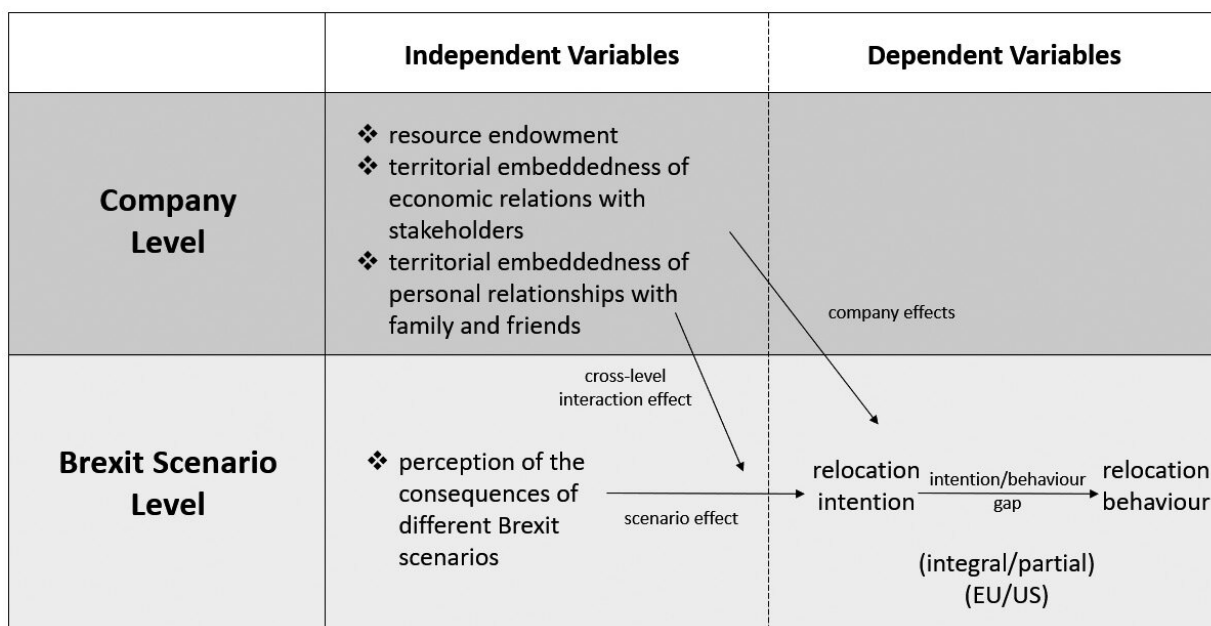 Independent Variables
Dependent Variables
Company
Level
❖ resource endowment
❖ territorial embeddedness of
economic relations with
stakeholders
❖ territorial embeddedness of
personal relationships with
family and friends
company effects
cross-level
interaction effect
Brexit Scenario
Level
❖ perception of the
consequences of
different Brexit
scenarios
scenario effect
relocation
intention
intention/behaviour
gap
relocation
behaviour
(integral/partial)
(EU/US)